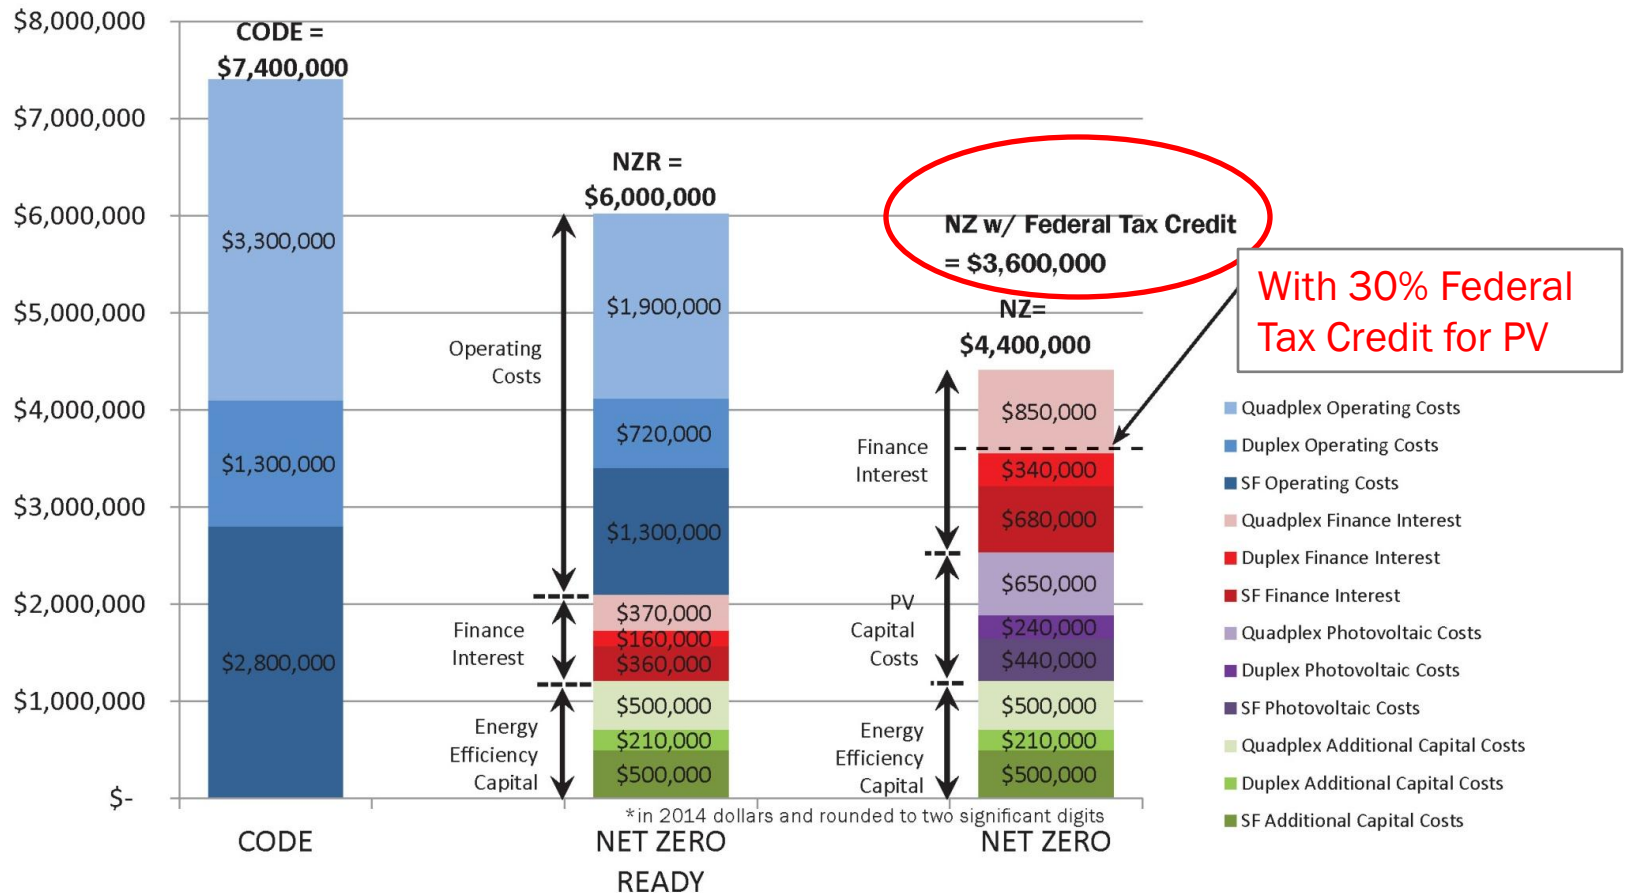 $8,000,000
$7,000,000
$6,000,000
$5,000,000
$4,000,000
$3,000,000
$2,000,000
$1,000,000
$-
CODE =
$7,400,000
$3,300,000
$1,300,000
$2,800,000
CODE
NZR =
$6,000,000
Operating
Costs
Finance
Interest
Energy
Efficiency
Capital
$1,900,000
$720,000
$1,300,000
$370,000
$160,000
$360,000
$500,000
$210,000
$500,000
NET ZERO
READY
NZ w/ Federal Tax Credit
= $3,600,000
NZ=
$4,400,000
Finance
Interest
PV
Capital
Costs
Energy
Efficiency
Capital
$850,000
$340,000
$680,000
$650,000
$240,000
$440,000
$500,000
$210,000
$500,000
NET ZERO
*in 2014 dollars and rounded to two significant digits
With 30% Federal
Tax Credit for PV
Quadplex Operating Costs
Duplex Operating Costs
SF Operating Costs
Quadplex Finance Interest
Duplex Finance Interest
SF Finance Interest
Quadplex Photovoltaic Costs
Duplex Photovoltaic Costs
SF Photovoltaic Costs
Quadplex Additional Capital Costs
Duplex Additional Capital Costs
SF Additional Capital Costs